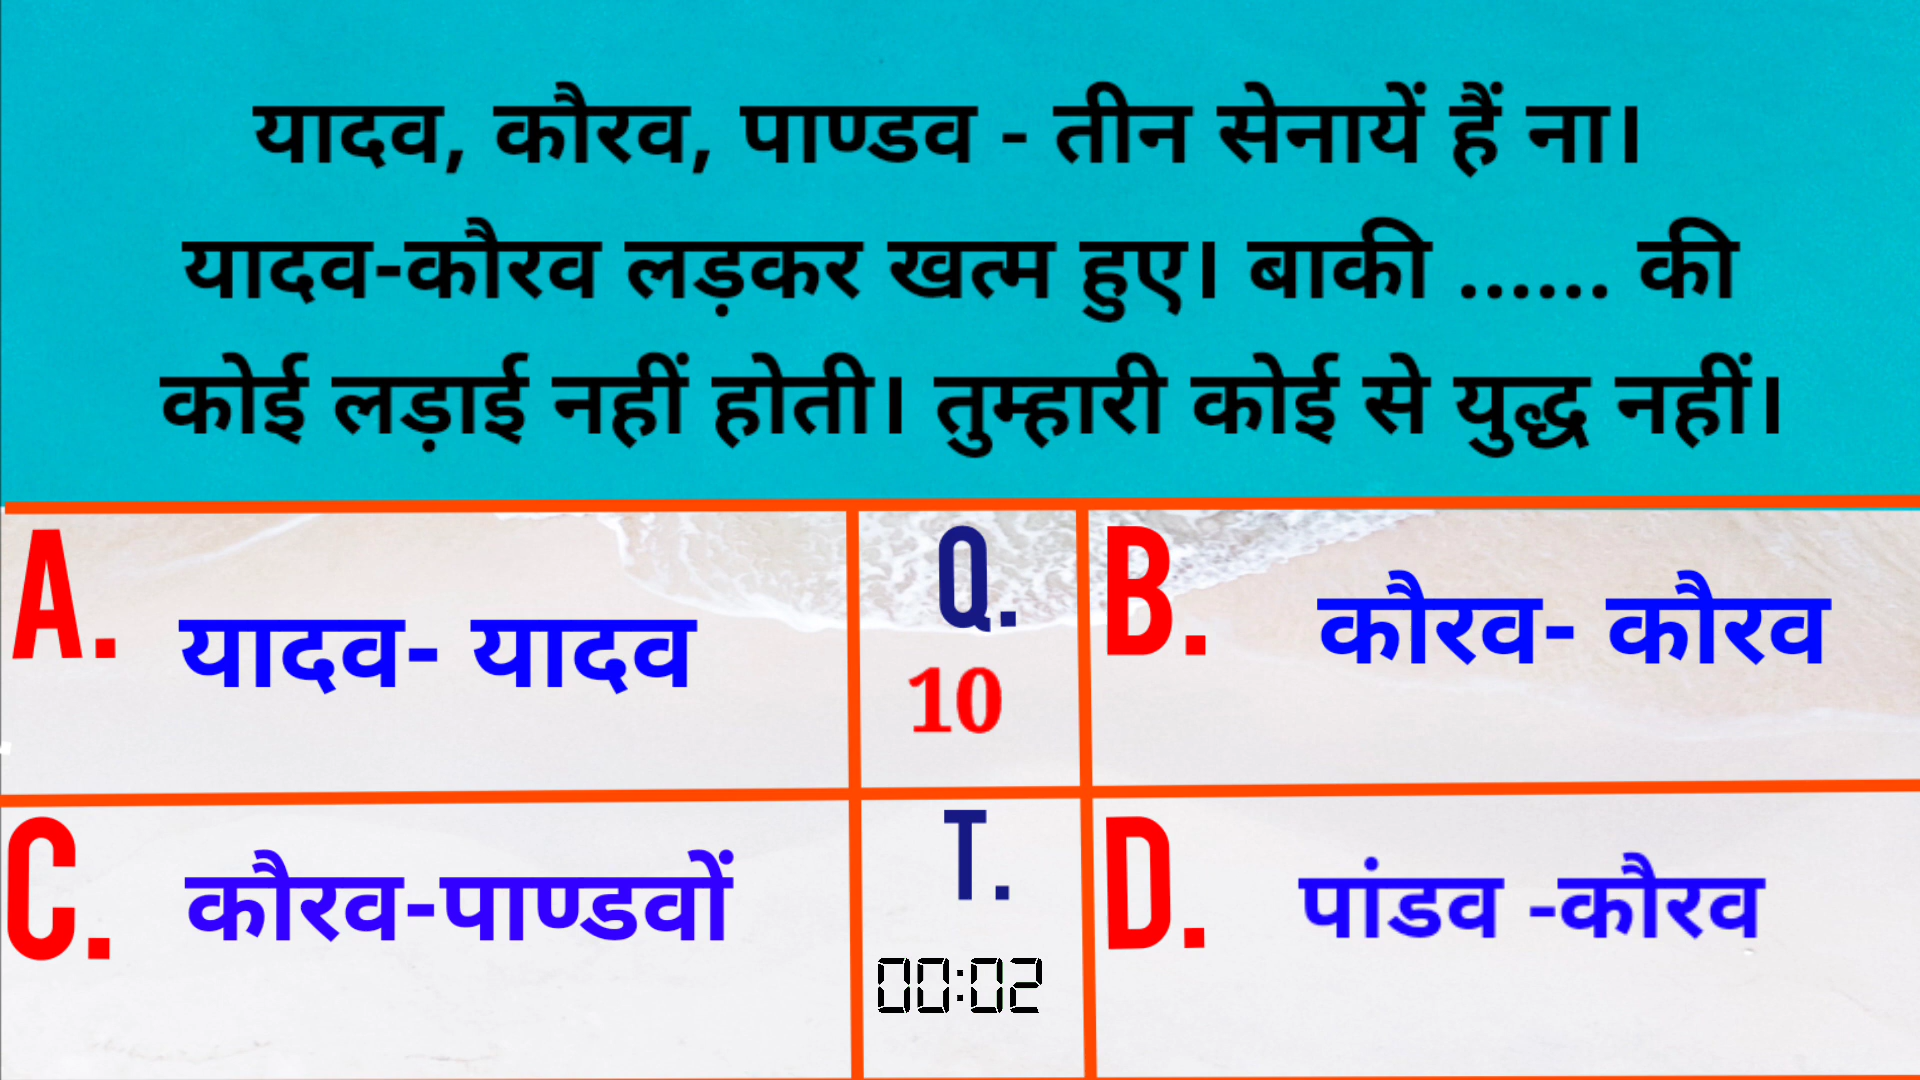 यादव, कौरव, पाण्डव - तीन सेनायें हैं ना।
यादव-कौरव लड़कर खत्म हुए। बाकी ...... की
कोई लड़ाई नहीं होती। तुम्हारी कोई से युद्ध नहीं।
A. यादव- यादव
Q.
10
B. कौरव- कौरव
C. कौरव-पाण्डवों
T.
00:02
D. पांडव -कौरव